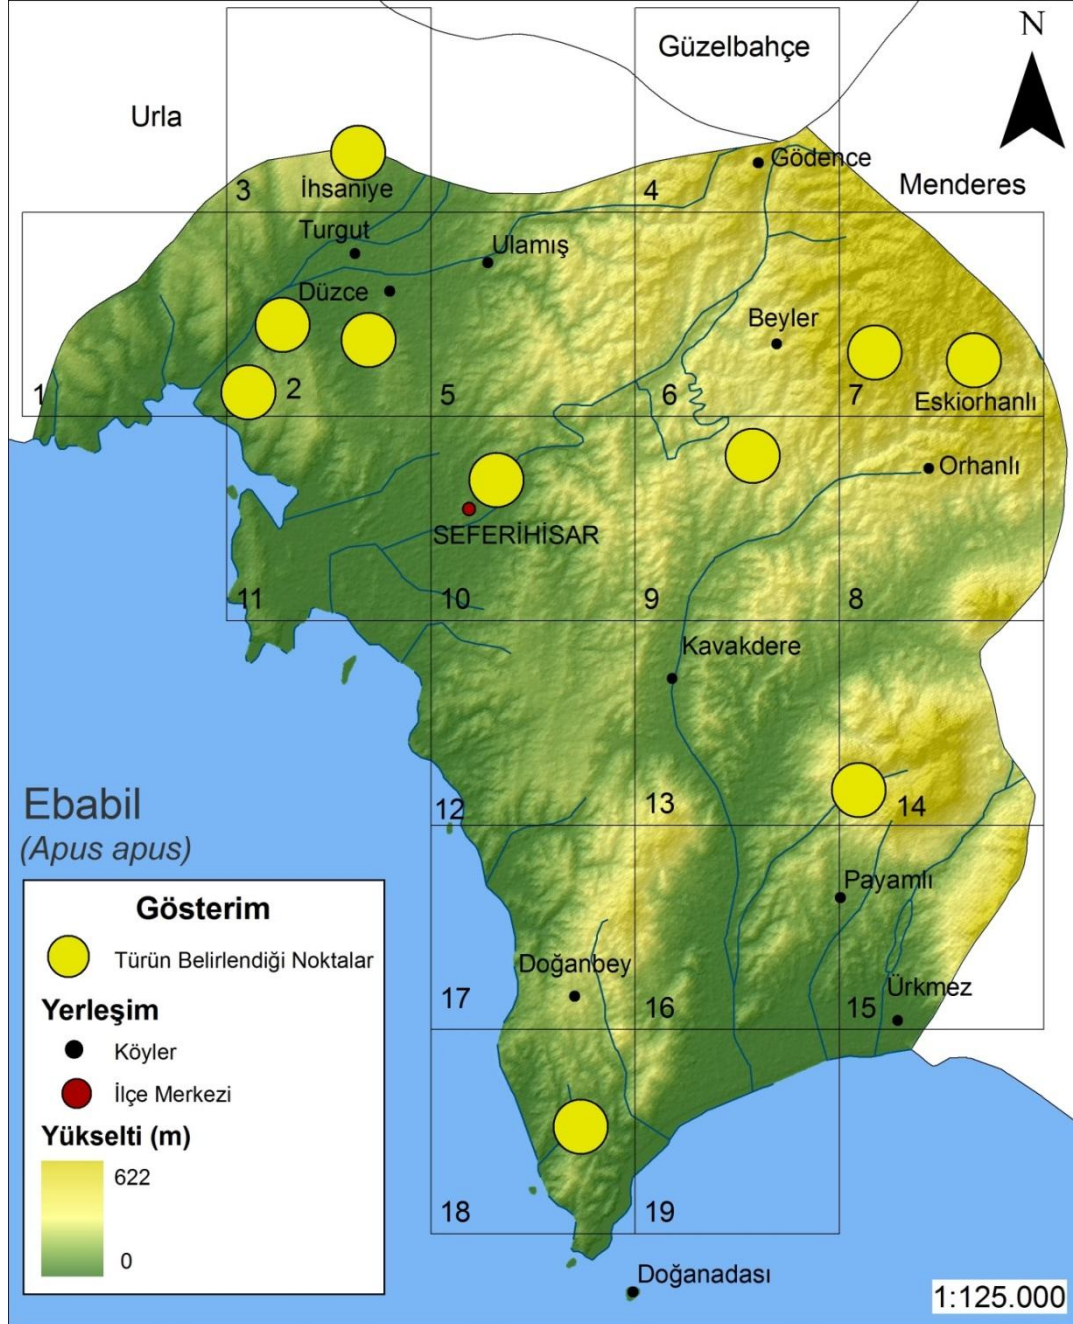 N
Güzelbahçe
Urla
Gödence
Menderes
3
4
İhsaniye
Turgut
Ulamış
Düzce
Beyler
1
2
5
6
7
Eskiorhanlı
Orhanlı
SEFERİHİSAR
11
10
9
8
Kavakdere
Ebabil
(Apus apus)
12
13
14
Payamlı
Doğanbey
Ürkmez
17
16
15
18
19
Doğanadası
Gösterim
Türün Belirlendiği Noktalar
Yerleşim
Köyler
İlçe Merkezi
Yükselti (m)
622
0
1:125.000